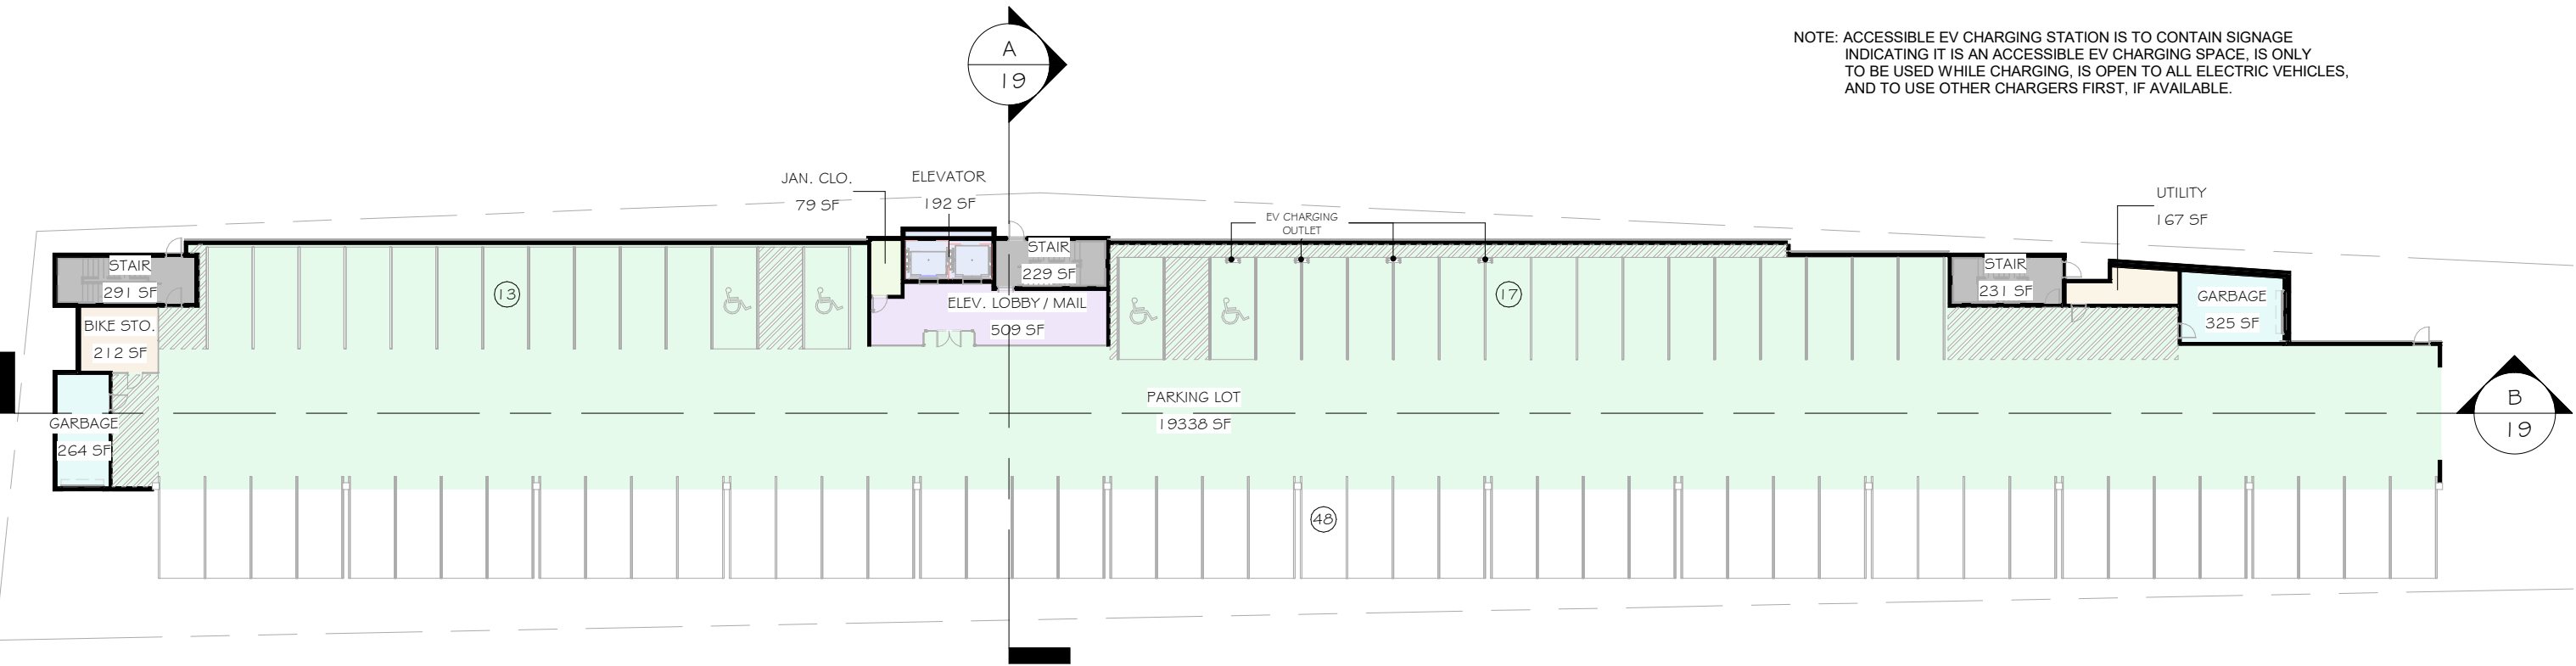 A
19
NOTE: ACCESSIBLE EV CHARGING STATION IS TO CONTAIN SIGNAGE
INDICATING IT IS AN ACCESSIBLE EV CHARGING SPACE, IS ONLY
TO BE USED WHILE CHARGING, IS OPEN TO ALL ELECTRIC VEHICLES,
AND TO USE OTHER CHARGERS FIRST, IF AVAILABLE.
JAN. CLO.
79 SF
ELEVATOR
192 SF
EV CHARGING
OUTLET
UTILITY
167 SF
STAIR
291 SF
13
STAIR
229 SF
ELEV. LOBBY / MAIL
509 SF
17
STAIR
231 SF
GARBAGE
325 SF
BIKE STO.
212 SF
PARKING LOT
19338 SF
GARBAGE
264 SF
B
19
48